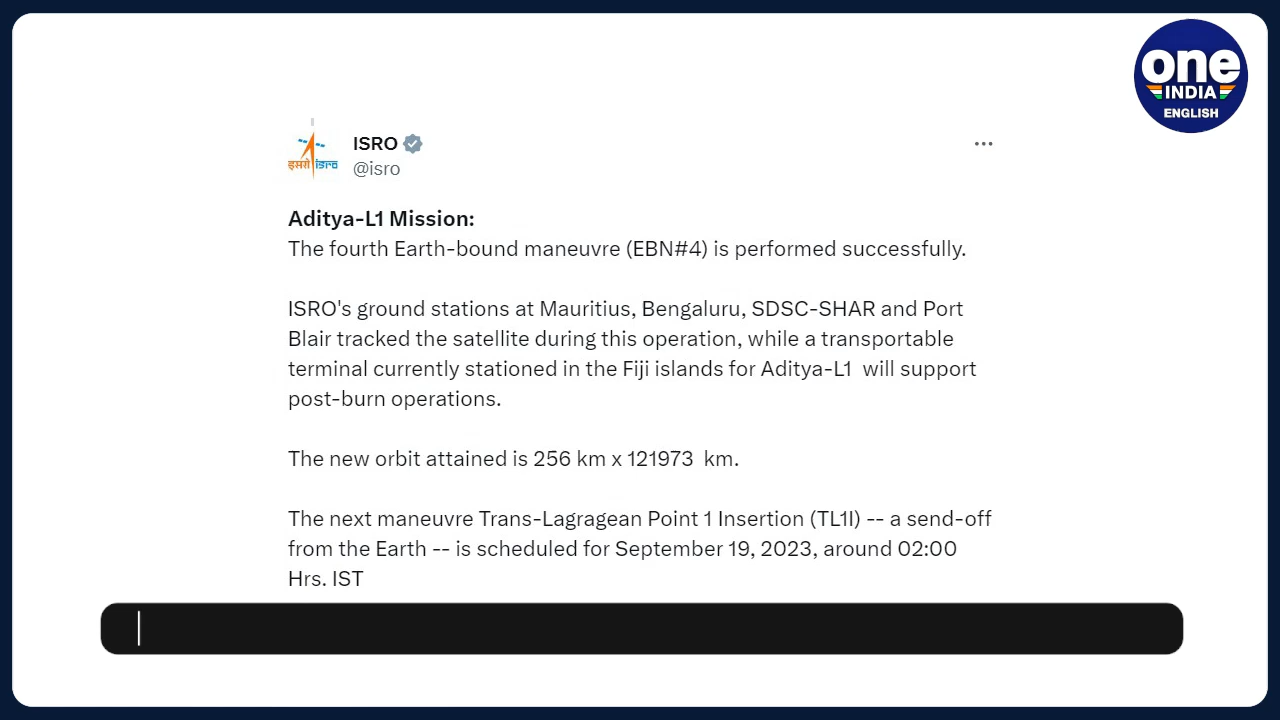 one
INDIA
ENGLISH
ISRO
@isro
इसरो isro
Aditya-L1 Mission:
The fourth Earth-bound maneuvre (EBN#4) is performed successfully.
ISRO's ground stations at Mauritius, Bengaluru, SDSC-SHAR and Port
Blair tracked the satellite during this operation, while a transportable
terminal currently stationed in the Fiji islands for Aditya-L1 will support
post-burn operations.
The new orbit attained is 256 km x 121973 km.
The next maneuvre Trans-Lagragean Point 1 Insertion (TL1I) -- a send-off
from the Earth -- is scheduled for September 19, 2023, around 02:00
Hrs. IST